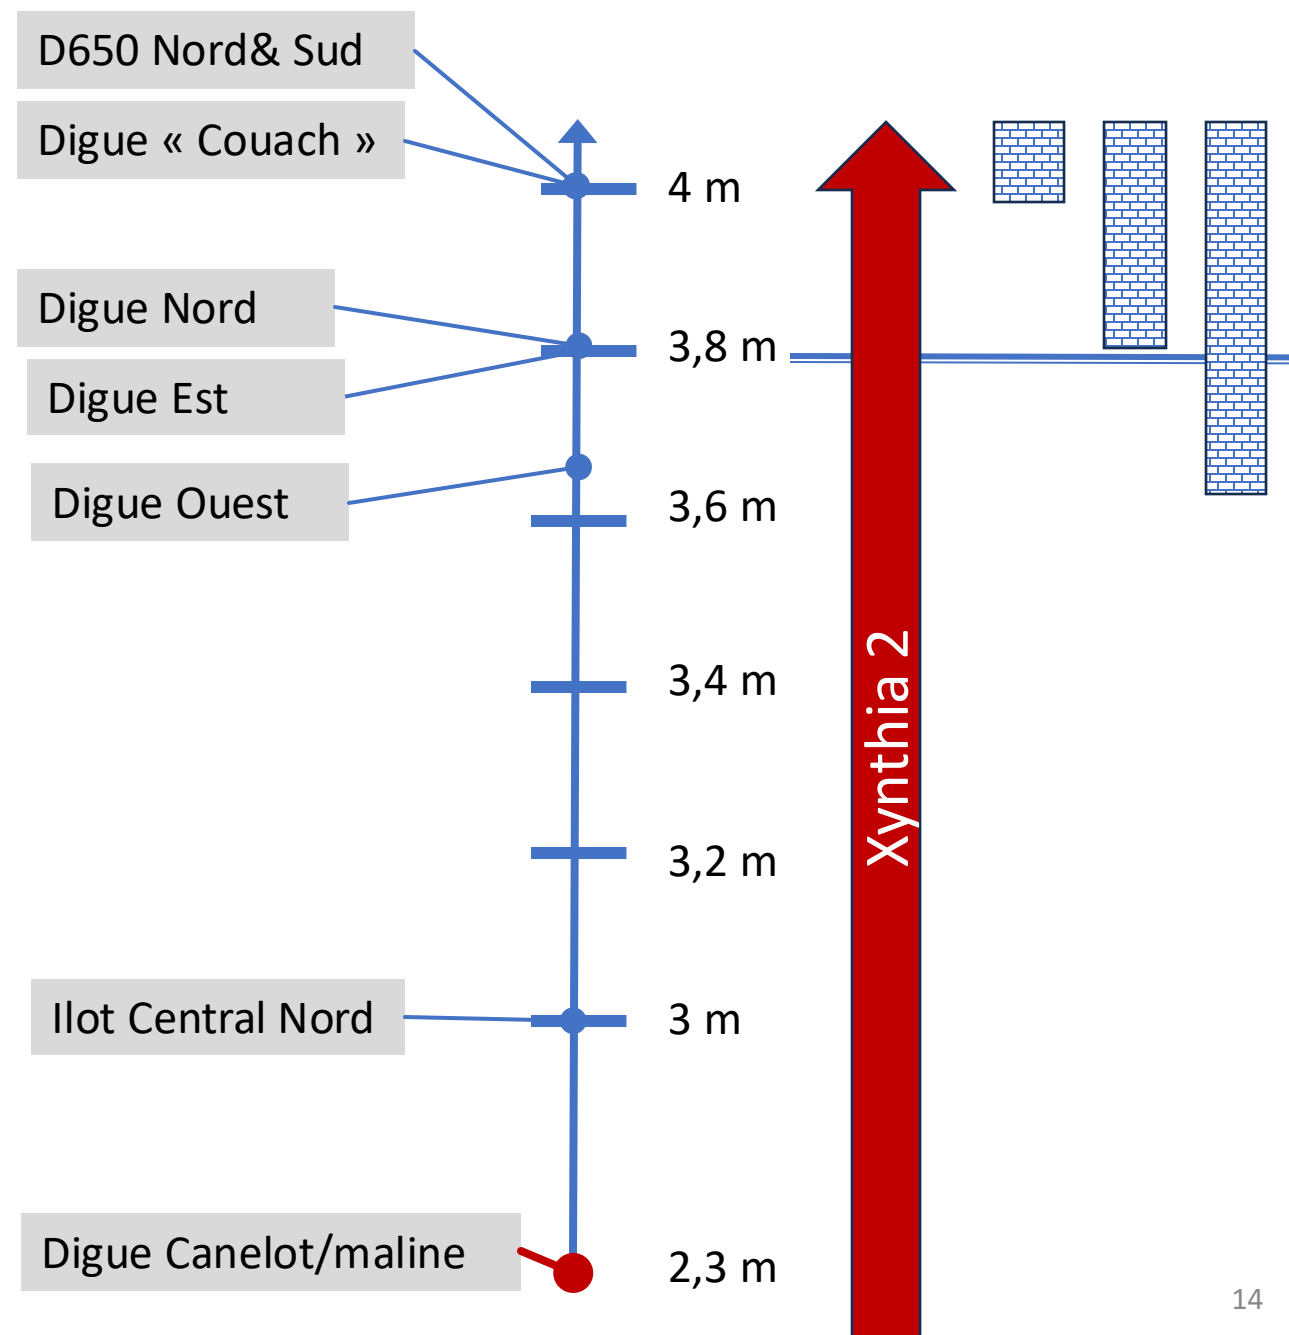 D650 Nord& Sud
Digue « Couach »
4 m
Digue Nord
3,8 m
Digue Est
Digue Ouest
3,6 m
3,4 m
Xynthia 2
3,2 m
Ilot Central Nord
3 m
Digue Canelot/maline
2,3 m
14